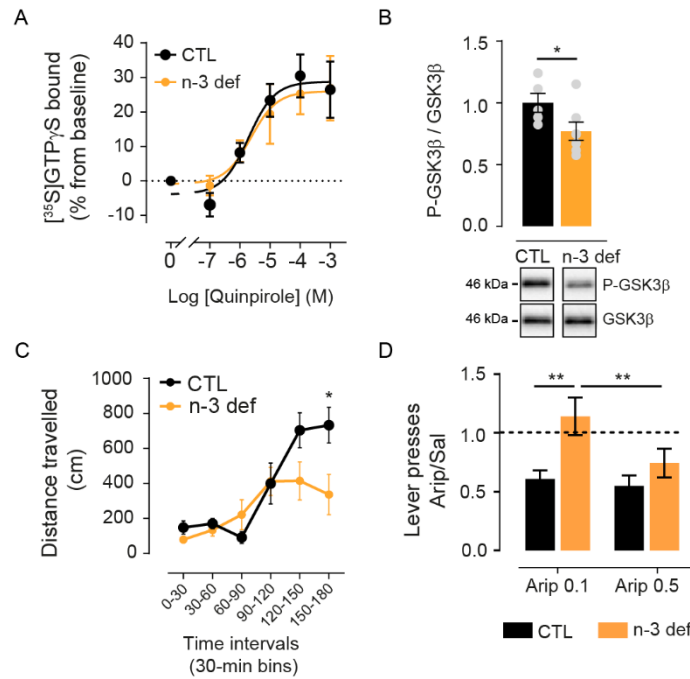 A
[³⁵S]GTPγS bound
(% from baseline)
40
30
20
10
0
-10
CTL
n-3 def
0 -7 -6 -5 -4 -3
Log [Quinpirole] (M)
B
P-GSK3β / GSK3β
1.5
1.0
0.5
0.0
*
CTL n-3 def
46 kDa P-GSK3β
46 kDa GSK3β
C
Distance travelled
(cm)
1000
800
600
400
200
0
CTL
n-3 def
*
0-30 30-60 60-90 90-120 120-150 150-180
Time intervals
(30-min bins)
D
Lever presses
Arip/Sal
1.5
1.0
0.5
0.0
** **
Arip 0.1 Arip 0.5
CTL n-3 def